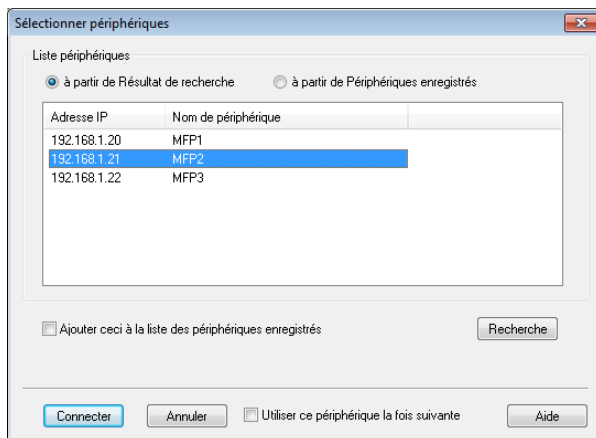 Sélectionner périphériques
Liste périphériques
à partir de Résultat de recherche à partir de Périphériques enregistrés
Adresse IP Nom de périphérique
192.168.1.20 MFP1
192.168.1.21 MFP2
192.168.1.22 MFP3
Ajouter ceci à la liste des périphériques enregistrés Recherche
Connecter Annuler Utiliser ce périphérique la fois suivante Aide